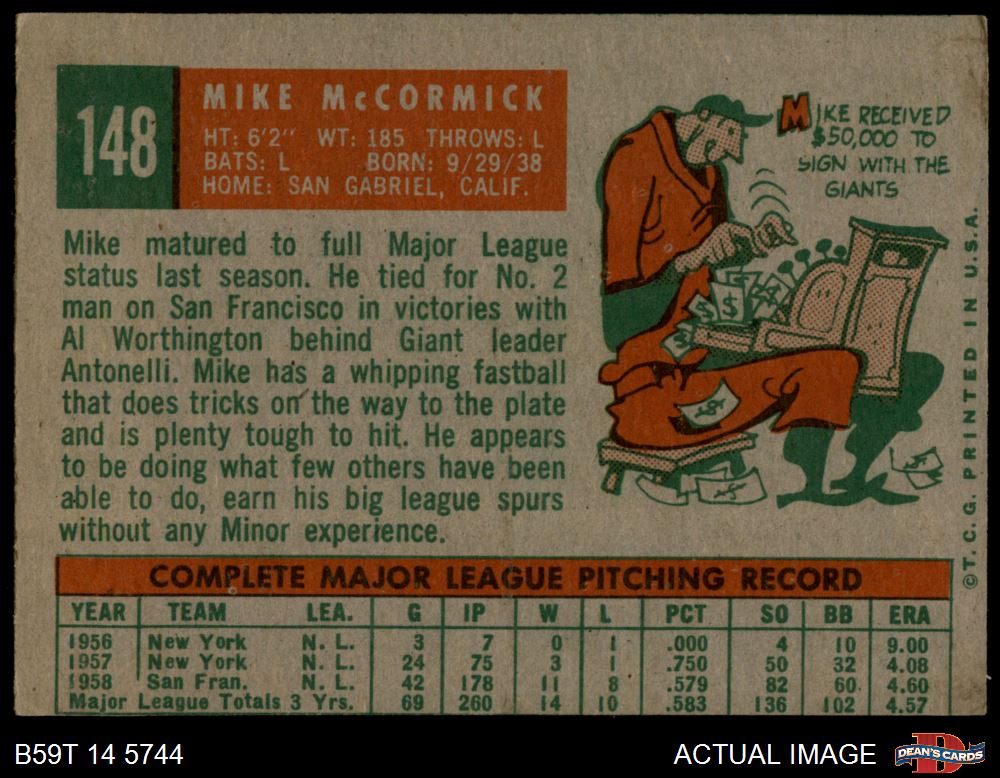 148
MIKE McCORMICK
HT: 6'2" WT: 185 THROWS: L
BATS: L BORN: 9/29/38
HOME: SAN GABRIEL, CALIF.
MIKE RECEIVED
$50,000 TO
SIGN WITH THE
GIANTS
Mike matured to full Major League
status last season. He tied for No. 2
man on San Francisco in victories with
Al Worthington behind Giant leader
Antonelli. Mike has a whipping fastball
that does tricks on the way to the plate
and is plenty tough to hit. He appears
to be doing what few others have been
able to do, earn his big league spurs
without any Minor experience.
©T. C. G. PRINTED IN U.S.A.
COMPLETE MAJOR LEAGUE PITCHING RECORD
YEAR TEAM LEA. G IP W L PCT SO BB ERA
1956 New York N. L. 3 7 0 1 .000 4 10 9.00
1957 New York N. L. 24 75 3 1 .750 50 32 4.08
1958 San Fran. N. L. 42 178 11 8 .579 82 60 4.60
Major League Totals 3 Yrs. 69 260 14 10 .583 136 102 4.57
B59T 14 5744
ACTUAL IMAGE
DEAN'S CARDS